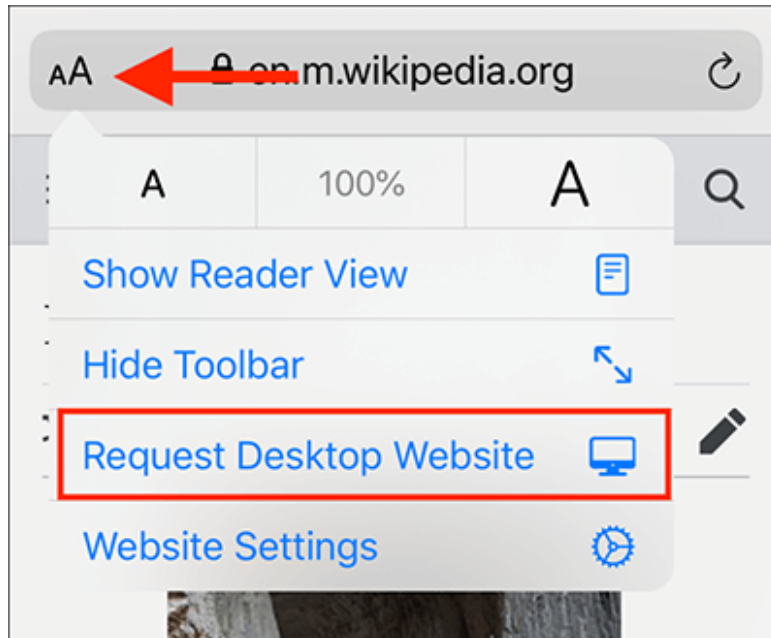 AA en.m.wikipedia.org
A 100% A
Show Reader View
Hide Toolbar
Request Desktop Website
Website Settings